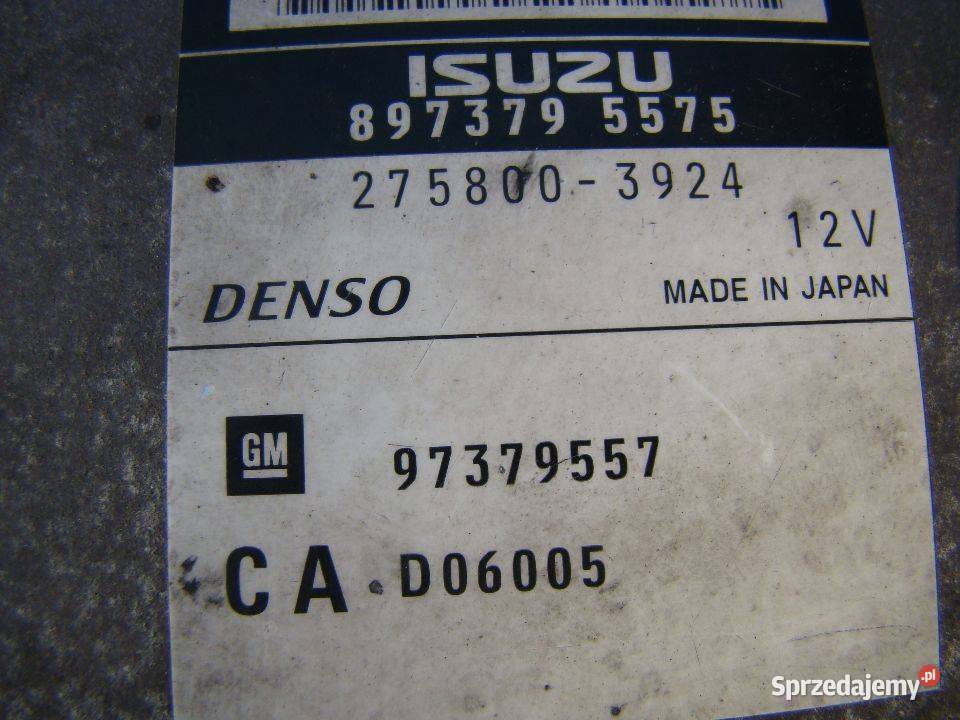 ISUZU
897379 5575
275800-3924
12V
DENSO MADE IN JAPAN
GM 97379557
CA D06005
Sprzedajemy.pl